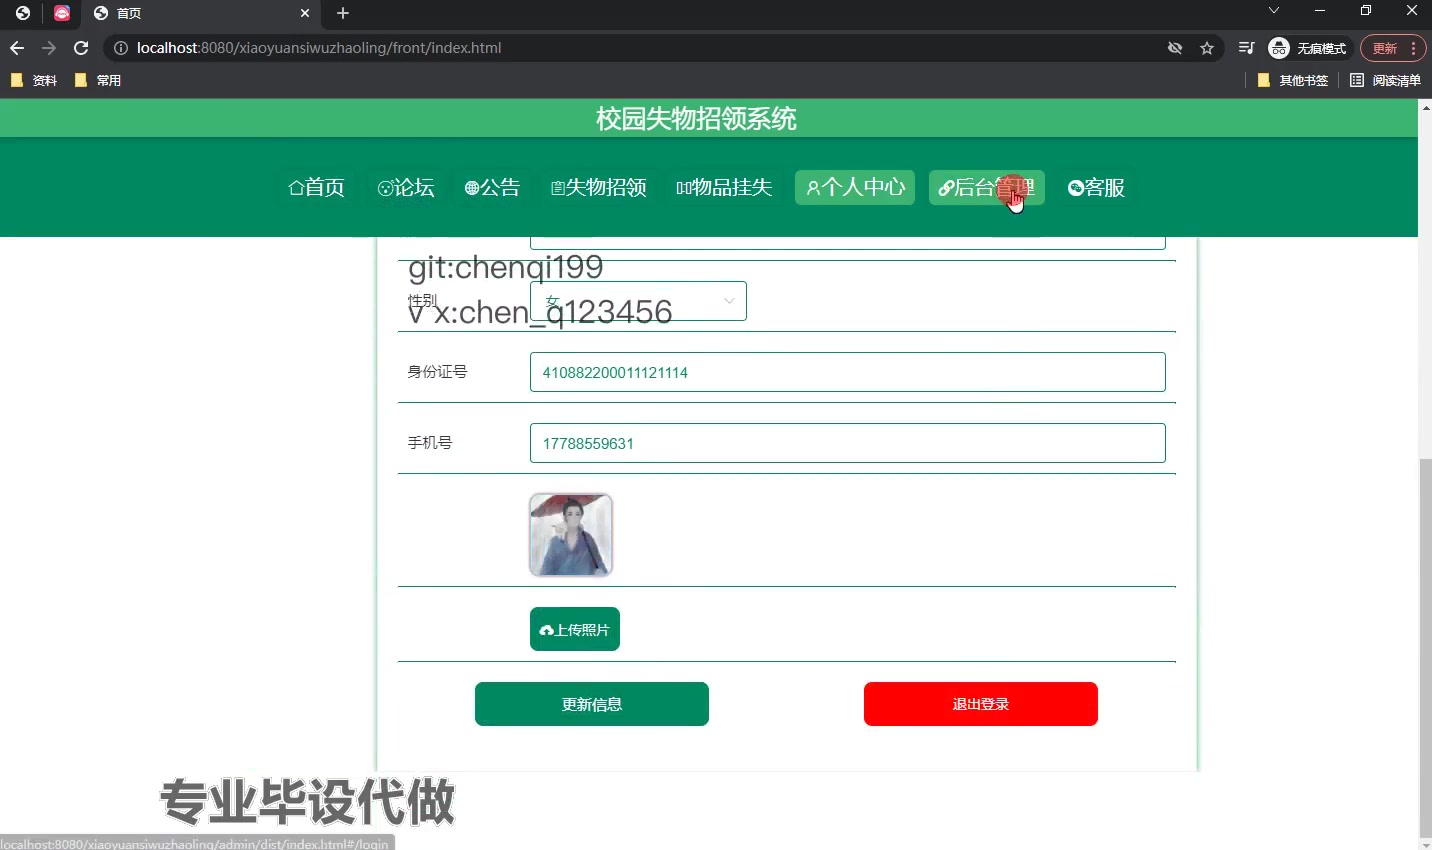 首页
localhost:8080/xiaoyuansiwuzhaoling/front/index.html
无痕模式
更新
资料
常用
其他书签
阅读清单
校园失物招领系统
首页
论坛
公告
失物招领
物品挂失
个人中心
后台管理
客服
git:chenqi199
性别
女
v x:chen_q123456
身份证号
410882200011121114
手机号
17788559631
上传照片
更新信息
退出登录
专业毕设代做
localhost:8080/xiaoyuansiwuzhaoling/admin/dist/index.html#/login